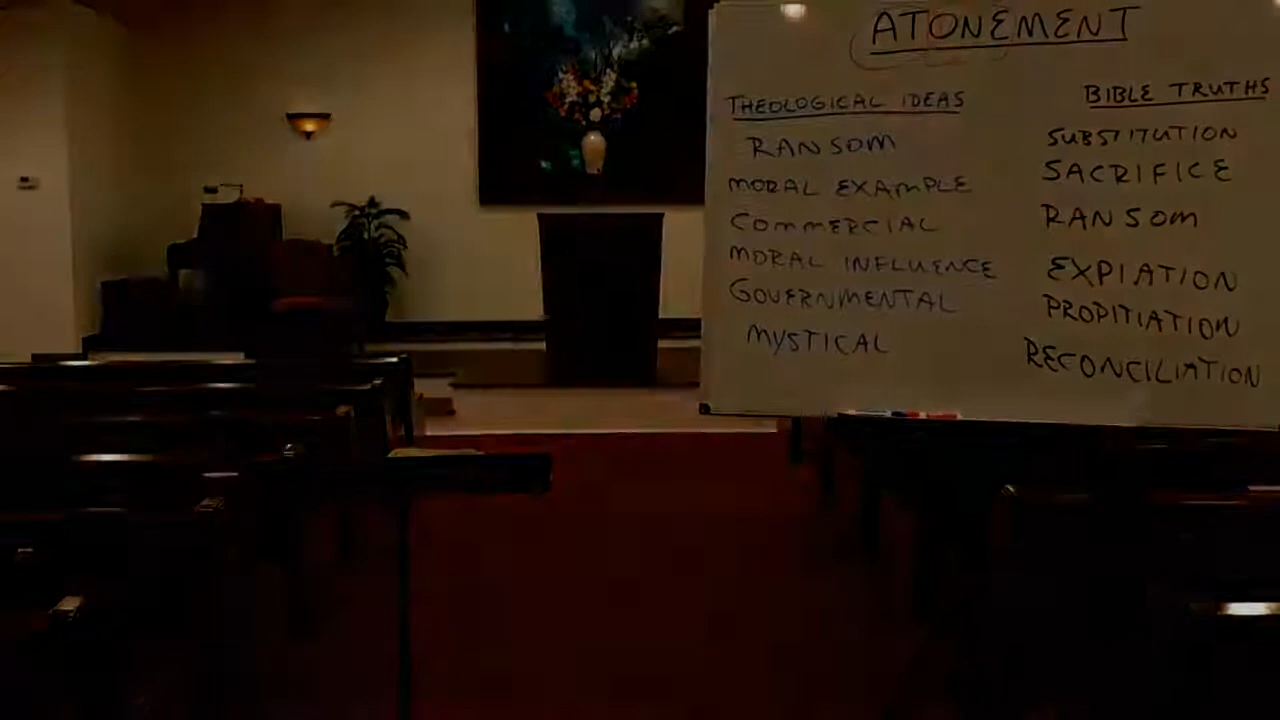 ATONEMENT
THEOLOGICAL IDEAS
RANSOM
MORAL EXAMPLE
COMMERCIAL
MORAL INFLUENCE
GOVERNMENTAL
MYSTICAL
BIBLE TRUTHS
SUBSTITUTION
SACRIFICE
RANSOM
EXPIATION
PROPITIATION
RECONCILIATION